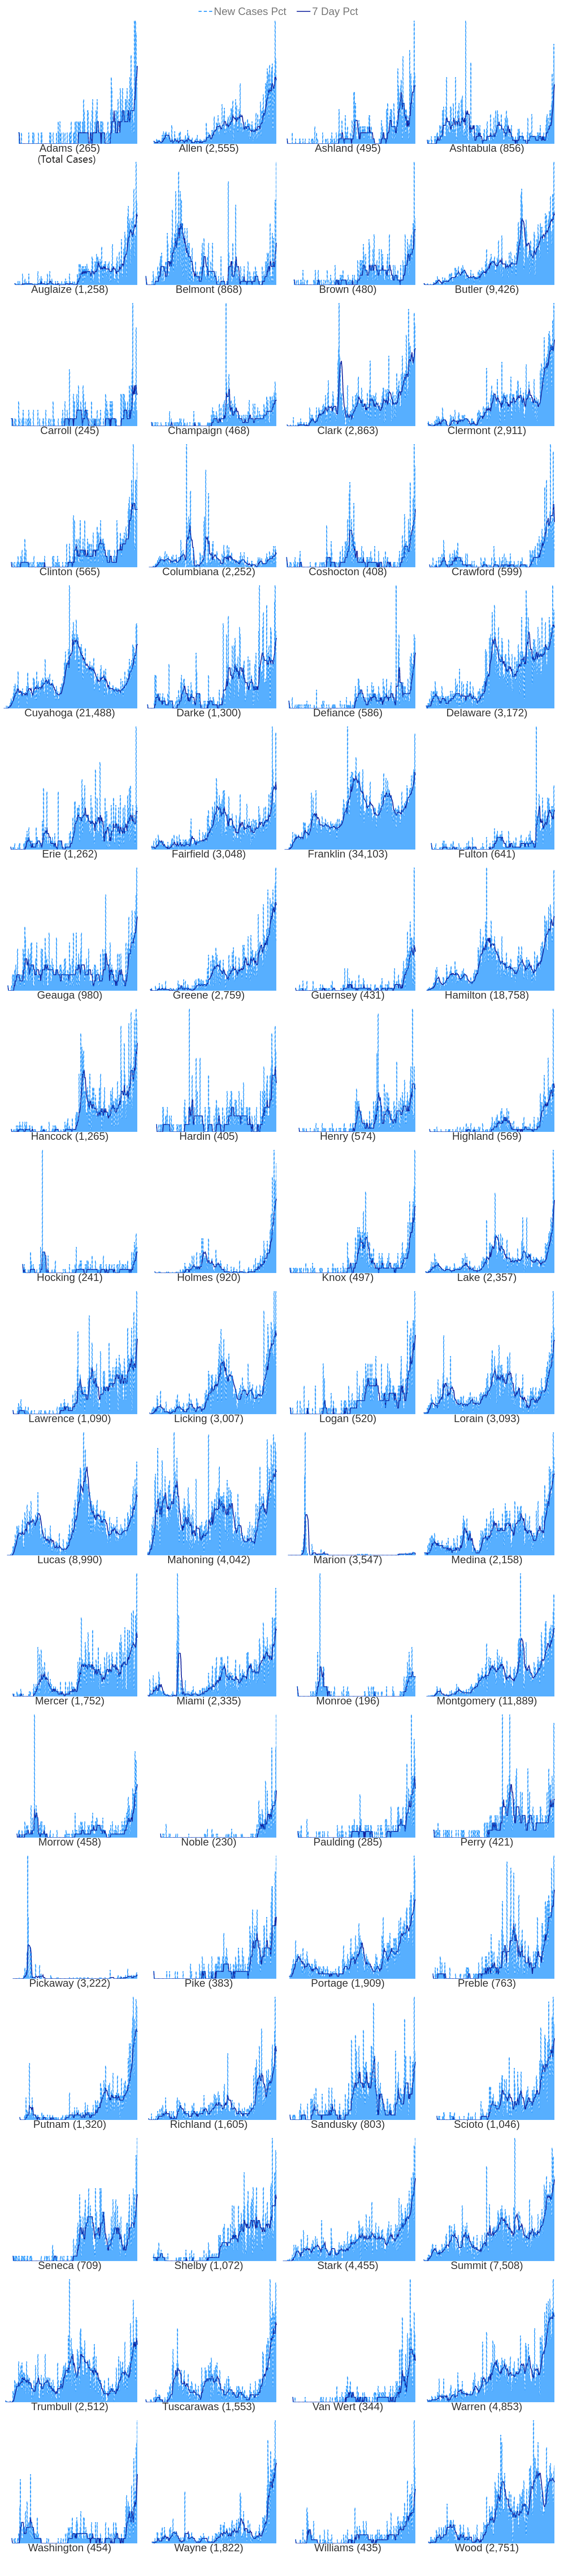 New Cases Pct 7 Day Pct
Adams (265) Allen (2,555) Ashland (495) Ashtabula (856)
(Total Cases)
Auglaize (1,258) Belmont (868) Brown (480) Butler (9,426)
Carroll (245) Champaign (468) Clark (2,863) Clermont (2,911)
Clinton (565) Columbiana (2,252) Coshocton (408) Crawford (599)
Cuyahoga (21,488) Darke (1,300) Defiance (586) Delaware (3,172)
Erie (1,262) Fairfield (3,048) Franklin (34,103) Fulton (641)
Geauga (980) Greene (2,759) Guernsey (431) Hamilton (18,758)
Hancock (1,265) Hardin (405) Henry (574) Highland (569)
Hocking (241) Holmes (920) Knox (497) Lake (2,357)
Lawrence (1,090) Licking (3,007) Logan (520) Lorain (3,093)
Lucas (8,990) Mahoning (4,042) Marion (3,547) Medina (2,158)
Mercer (1,752) Miami (2,335) Monroe (196) Montgomery (11,889)
Morrow (458) Noble (230) Paulding (285) Perry (421)
Pickaway (3,222) Pike (383) Portage (1,909) Preble (763)
Putnam (1,320) Richland (1,605) Sandusky (803) Scioto (1,046)
Seneca (709) Shelby (1,072) Stark (4,455) Summit (7,508)
Trumbull (2,512) Tuscarawas (1,553) Van Wert (344) Warren (4,853)
Washington (454) Wayne (1,822) Williams (435) Wood (2,751)